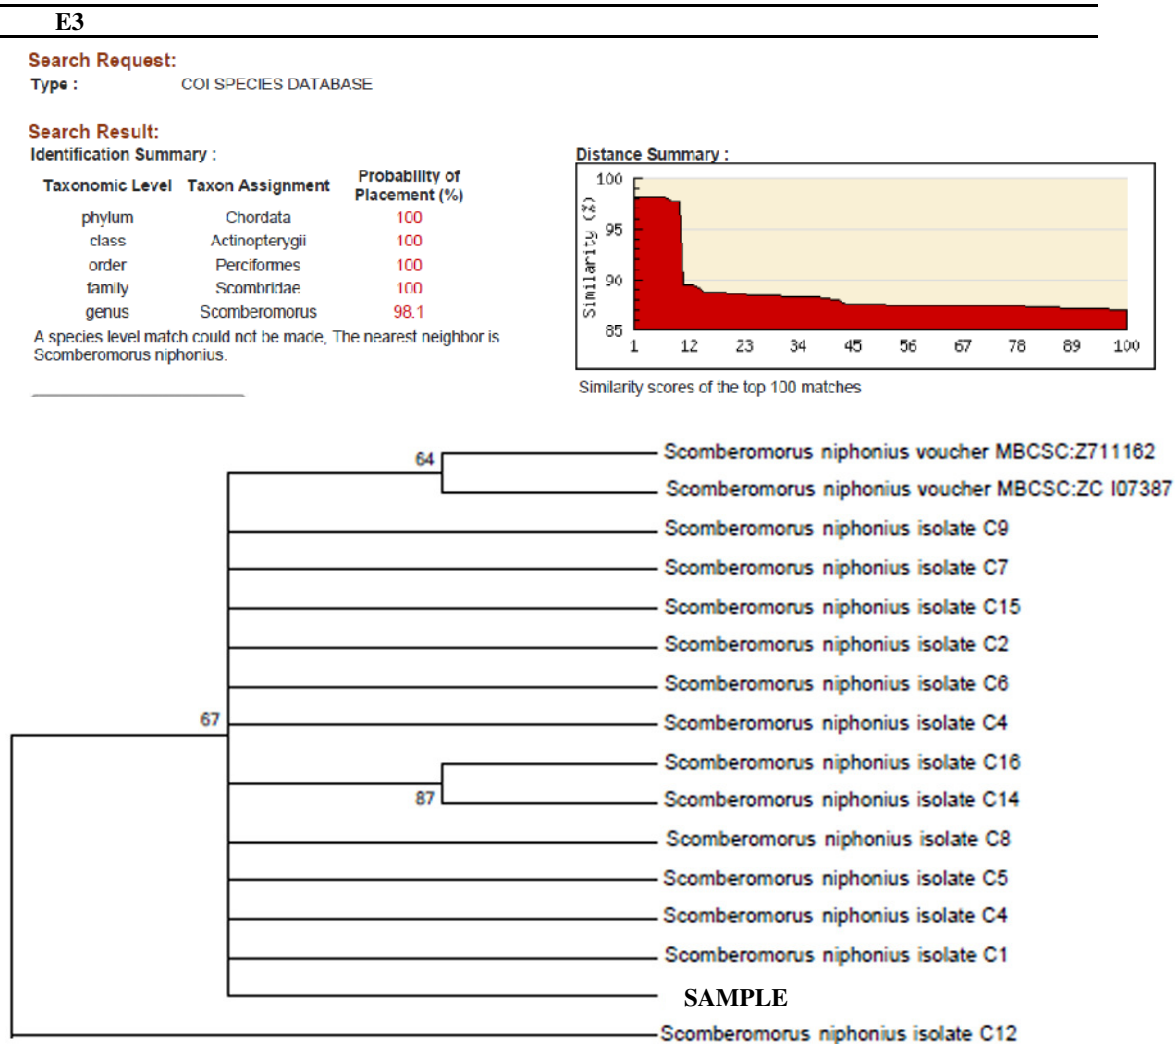 E3
Search Request:
Type : COI SPECIES DATABASE
Search Result:
Identification Summary :
Taxonomic Level Taxon Assignment Probability of Placement (%)
phylum Chordata 100
class Actinopterygii 100
order Perciformes 100
family Scombridae 100
genus Scomberomorus 98.1
A species level match could not be made, The nearest neighbor is
Scomberomorus niphonius.
Distance Summary :
Similarity (%)
100
95
90
85
1 12 23 34 45 56 67 78 89 100
Similarity scores of the top 100 matches
64
Scomberomorus niphonius voucher MBCSC:Z711162
Scomberomorus niphonius voucher MBCSC:ZC I07387
Scomberomorus niphonius isolate C9
Scomberomorus niphonius isolate C7
Scomberomorus niphonius isolate C15
Scomberomorus niphonius isolate C2
Scomberomorus niphonius isolate C6
67
Scomberomorus niphonius isolate C4
Scomberomorus niphonius isolate C16
87
Scomberomorus niphonius isolate C14
Scomberomorus niphonius isolate C8
Scomberomorus niphonius isolate C5
Scomberomorus niphonius isolate C4
Scomberomorus niphonius isolate C1
SAMPLE
Scomberomorus niphonius isolate C12